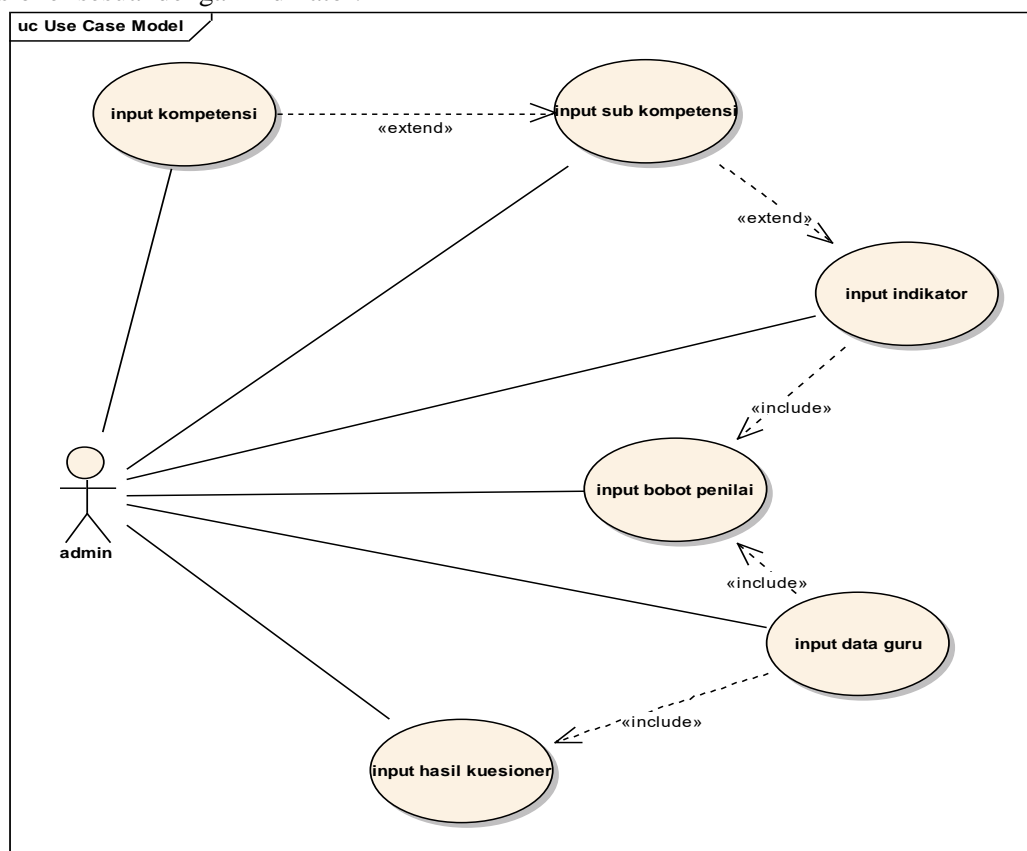 uc Use Case Model
input kompetensi
input sub kompetensi
«extend»
«extend»
input indikator
«include»
input bobot penilai
admin
«include»
input data guru
«include»
input hasil kuesioner